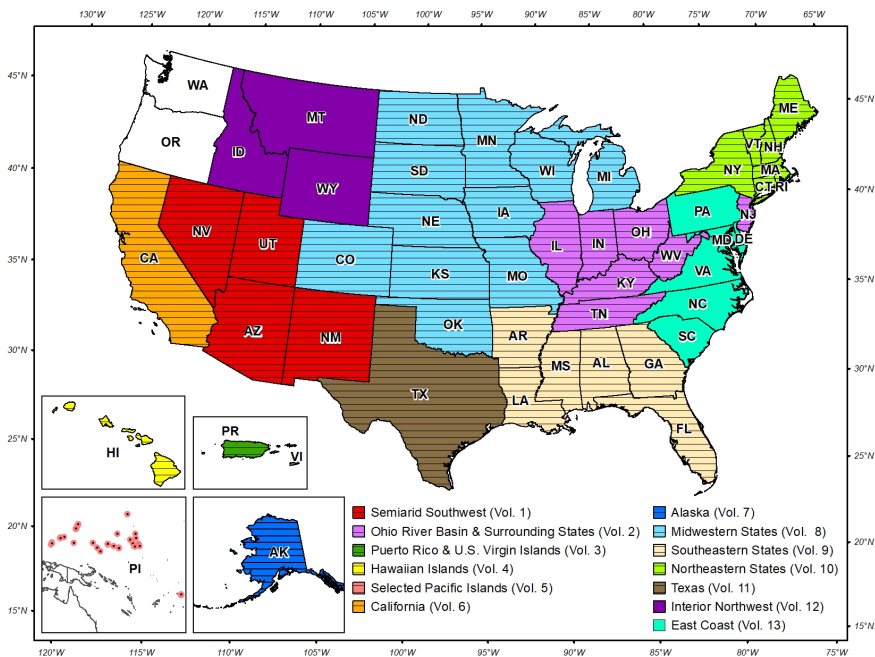 130°W 125°W 120°W 115°W 110°W 105°W 100°W 95°W 90°W 85°W 80°W 75°W 70°W 65°W
45°N 45°N
40°N 40°N
35°N 35°N
30°N 30°N
25°N 25°N
20°N 20°N
15°N 15°N
WA
OR
MT
ID
WY
ND
SD
NE
MN
WI
MI
IA
CO
KS
MO
OK
NV
UT
CA
AZ
NM
TX
AR
LA
MS
AL
GA
FL
IL
IN
OH
KY
WV
TN
PA
NJ
MD
DE
VA
NC
SC
ME
VT
NH
NY
MA
CT
RI
HI
PR
VI
PI
AK
Semiarid Southwest (Vol. 1)
Ohio River Basin & Surrounding States (Vol. 2)
Puerto Rico & U.S. Virgin Islands (Vol. 3)
Hawaiian Islands (Vol. 4)
Selected Pacific Islands (Vol. 5)
California (Vol. 6)
Alaska (Vol. 7)
Midwestern States (Vol. 8)
Southeastern States (Vol. 9)
Northeastern States (Vol. 10)
Texas (Vol. 11)
Interior Northwest (Vol. 12)
East Coast (Vol. 13)
120°W 115°W 110°W 105°W 100°W 95°W 90°W 85°W 80°W 75°W